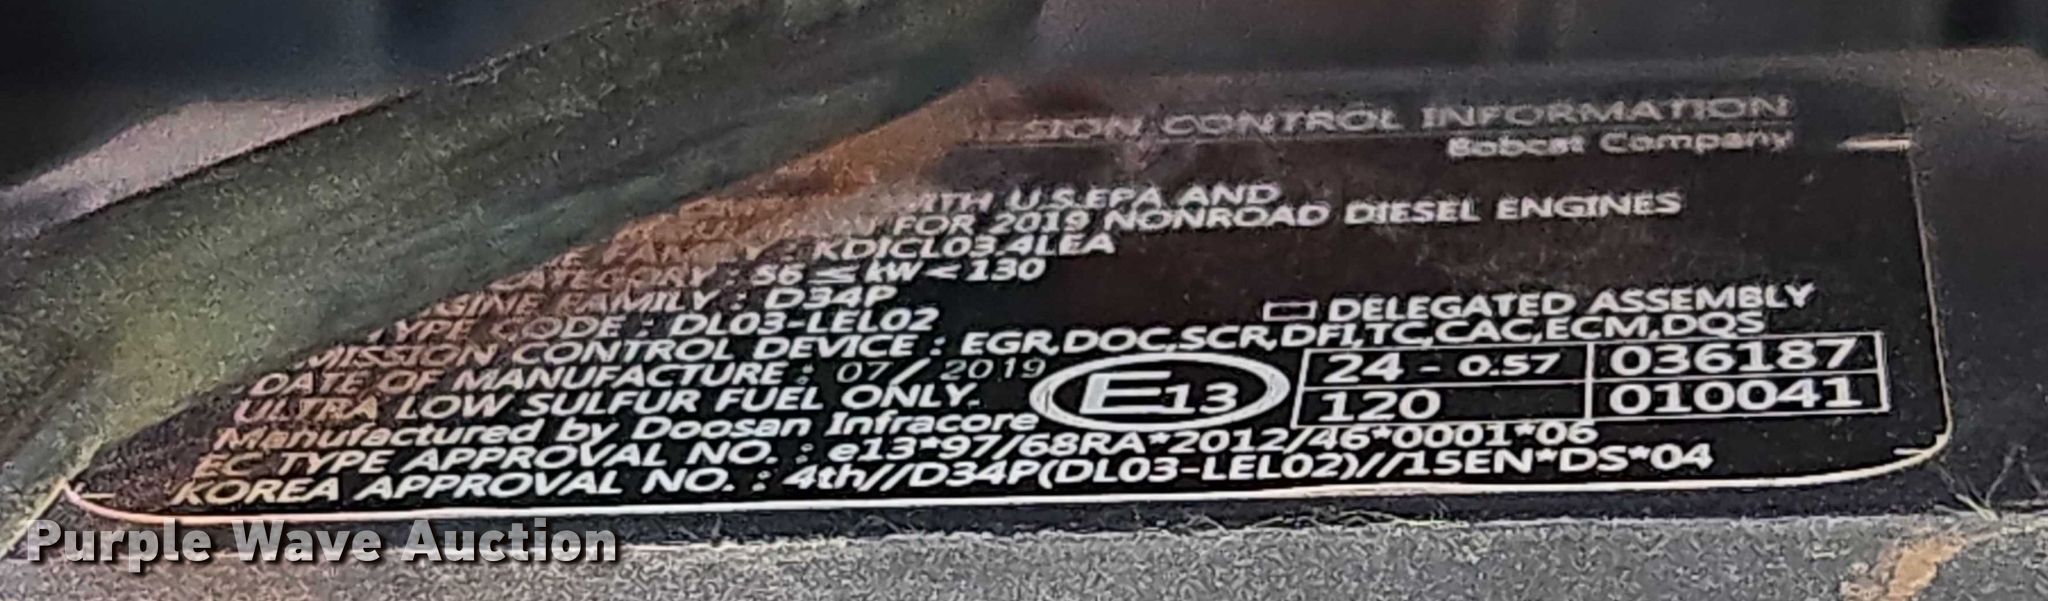 MISSION CONTROL INFORMATION
Bobcat Company
WITH U.S.EPA AND
FOR 2019 NONROAD DIESEL ENGINES
FAMILY : KDICL03.4LEA
CATEGORY : 56 ≤ kW < 130
GINE FAMILY : D34P
TYPE CODE : DL03-LEL02
□ DELEGATED ASSEMBLY
MISSION CONTROL DEVICE : EGR,DOC,SCR,DFI,TC,CAC,ECM,DQS
DATE OF MANUFACTURE : 07/2019
ULTRA LOW SULFUR FUEL ONLY.
E13
24 - 0.57 036187
120 010041
Manufactured by Doosan Infracore
EC TYPE APPROVAL NO. : e13*97/68RA*2012/46*0001*06
KOREA APPROVAL NO. : 4th//D34P(DL03-LEL02)//15EN*DS*04
Purple Wave Auction